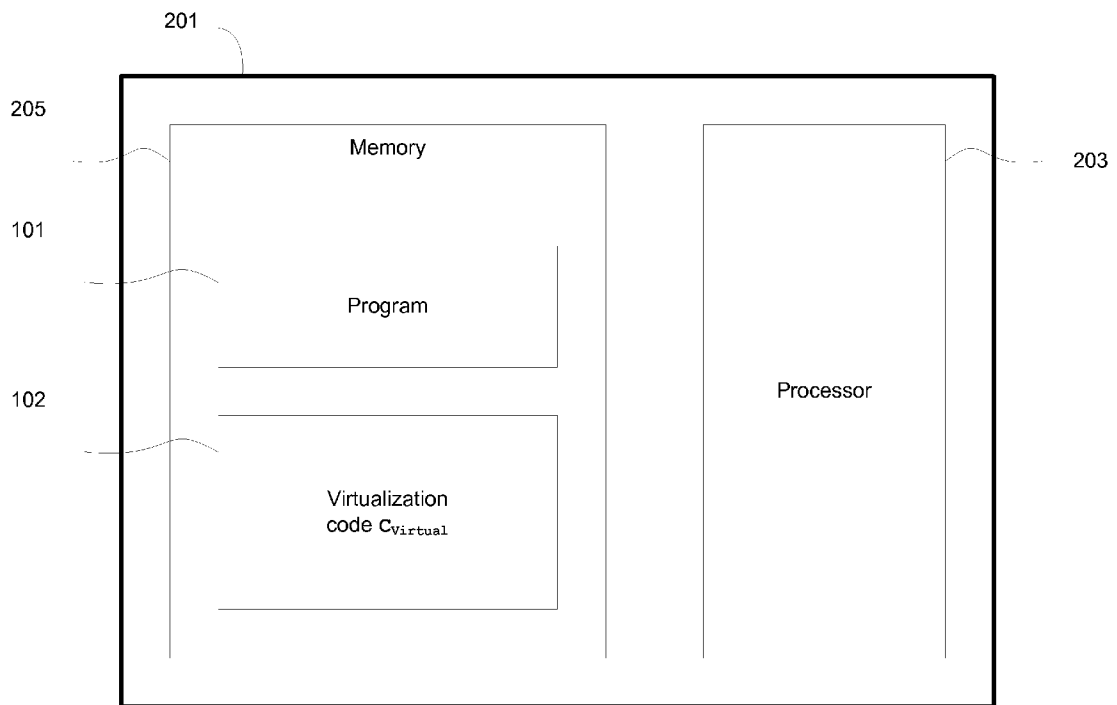 201
205
Memory
203
101
Program
Processor
102
Virtualization
code CVirtual